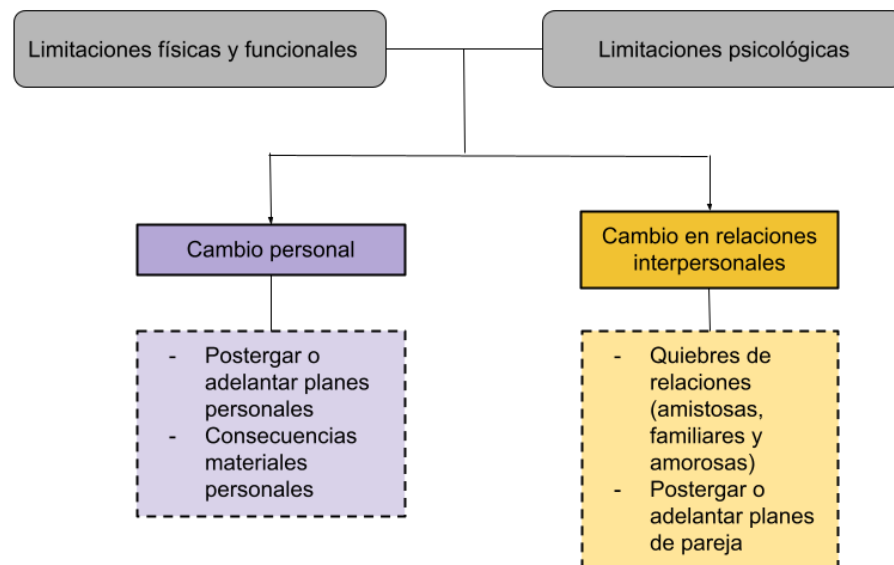 Limitaciones físicas y funcionales
Limitaciones psicológicas
Cambio personal
Cambio en relaciones
interpersonales
- Postergar o
adelantar planes
personales
- Consecuencias
materiales
personales
- Quiebres de
relaciones
(amistosas,
familiares y
amorosas)
- Postergar o
adelantar planes
de pareja